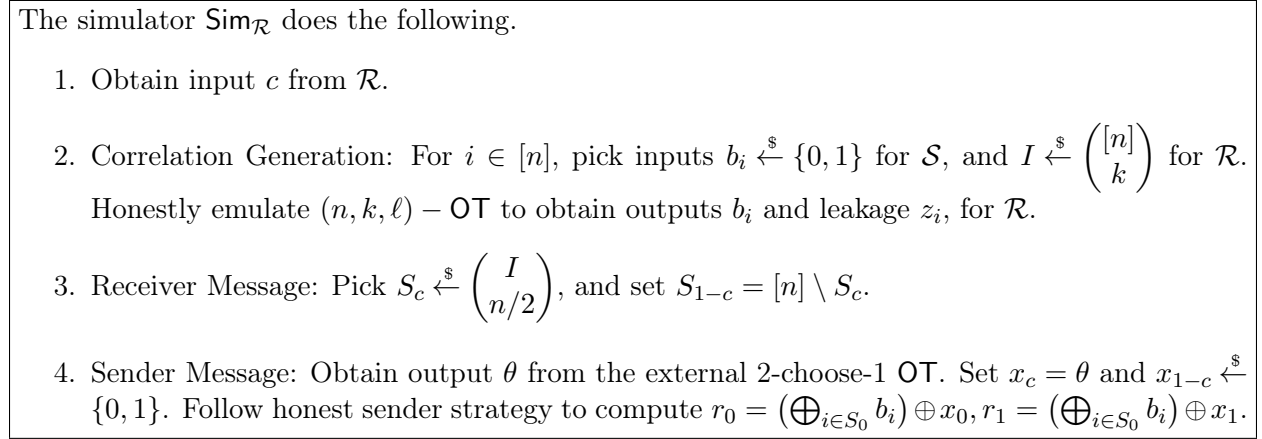 The simulator Sim_R does the following.
1. Obtain input c from R.
2. Correlation Generation: For i ∈ [n], pick inputs b_i ←$ {0, 1} for S, and I ←$ ([n] k) for R.
Honestly emulate (n, k, ℓ) − OT to obtain outputs b_i and leakage z_i, for R.
3. Receiver Message: Pick S_c ←$ (I n/2), and set S_{1−c} = [n] \ S_c.
4. Sender Message: Obtain output θ from the external 2-choose-1 OT. Set x_c = θ and x_{1−c} ←$
{0, 1}. Follow honest sender strategy to compute r_0 = (⊕_{i∈S_0} b_i) ⊕ x_0, r_1 = (⊕_{i∈S_0} b_i) ⊕ x_1.